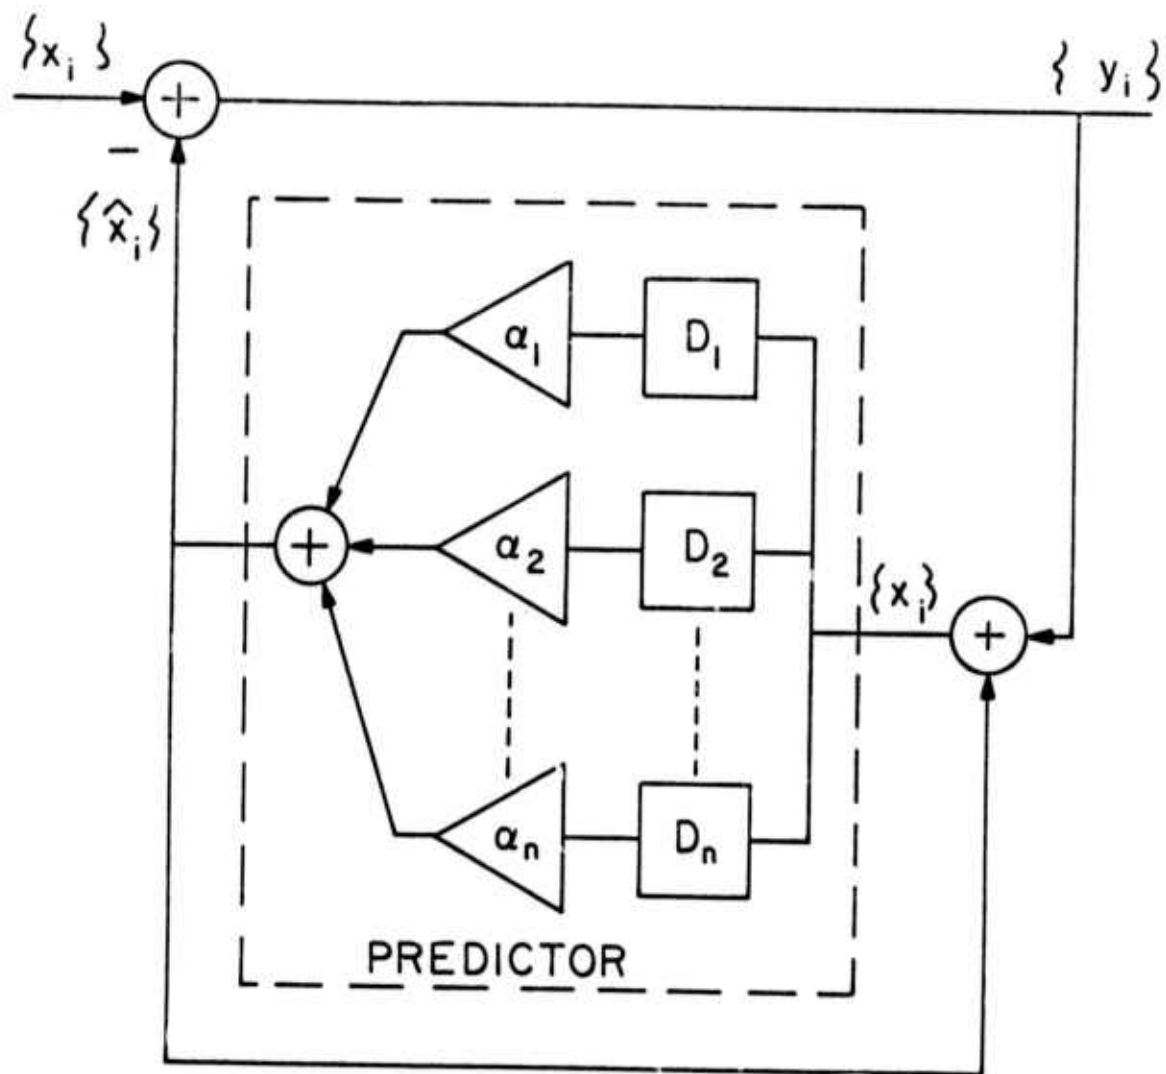 {x_i}
{y_i}
+
−
{x̂_i}
α_1
D_1
+
α_2
D_2
{x_i}
+
α_n
D_n
PREDICTOR